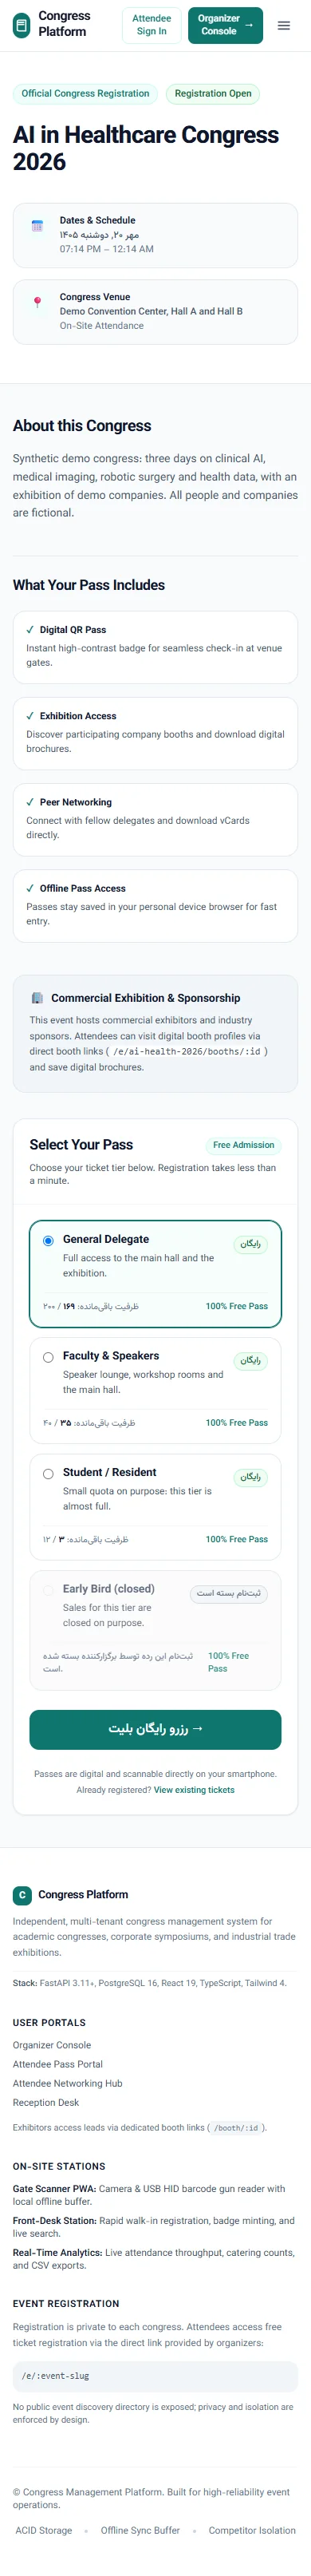 Congress
Platform
Attendee
Sign In
Organizer
Console →
Official Congress Registration
Registration Open
AI in Healthcare Congress
2026
Dates & Schedule
مهر ۲۰, دوشنبه ۱۴۰۵
07:14 PM – 12:14 AM
Congress Venue
Demo Convention Center, Hall A and Hall B
On-Site Attendance
About this Congress
Synthetic demo congress: three days on clinical AI,
medical imaging, robotic surgery and health data, with an
exhibition of demo companies. All people and companies
are fictional.
What Your Pass Includes
✓ Digital QR Pass
Instant high-contrast badge for seamless check-in at venue
gates.
✓ Exhibition Access
Discover participating company booths and download digital
brochures.
✓ Peer Networking
Connect with fellow delegates and download vCards
directly.
✓ Offline Pass Access
Passes stay saved in your personal device browser for fast
entry.
Commercial Exhibition & Sponsorship
This event hosts commercial exhibitors and industry
sponsors. Attendees can visit digital booth profiles via
direct booth links ( /e/ai-health-2026/booths/:id )
and save digital brochures.
Select Your Pass
Free Admission
Choose your ticket tier below. Registration takes less than
a minute.
General Delegate
رایگان
Full access to the main hall and the
exhibition.
ظرفیت باقی‌مانده: ۱۶۹ / ۲۰۰
100% Free Pass
Faculty & Speakers
رایگان
Speaker lounge, workshop rooms and
the main hall.
ظرفیت باقی‌مانده: ۳۵ / ۴۰
100% Free Pass
Student / Resident
رایگان
Small quota on purpose: this tier is
almost full.
ظرفیت باقی‌مانده: ۳ / ۱۲
100% Free Pass
Early Bird (closed)
ثبت‌نام بسته است
Sales for this tier are
closed on purpose.
ثبت‌نام این رده توسط برگزارکننده بسته شده
است.
100% Free
Pass
رزرو رایگان بلیت →
Passes are digital and scannable directly on your smartphone.
Already registered? View existing tickets
C Congress Platform
Independent, multi-tenant congress management system for
academic congresses, corporate symposiums, and industrial trade
exhibitions.
Stack: FastAPI 3.11+, PostgreSQL 16, React 19, TypeScript, Tailwind 4.
USER PORTALS
Organizer Console
Attendee Pass Portal
Attendee Networking Hub
Reception Desk
Exhibitors access leads via dedicated booth links ( /booth/:id ).
ON-SITE STATIONS
Gate Scanner PWA: Camera & USB HID barcode gun reader with
local offline buffer.
Front-Desk Station: Rapid walk-in registration, badge minting, and
live search.
Real-Time Analytics: Live attendance throughput, catering counts,
and CSV exports.
EVENT REGISTRATION
Registration is private to each congress. Attendees access free
ticket registration via the direct link provided by organizers:
/e/:event-slug
No public event discovery directory is exposed; privacy and isolation are
enforced by design.
© Congress Management Platform. Built for high-reliability event
operations.
ACID Storage • Offline Sync Buffer • Competitor Isolation